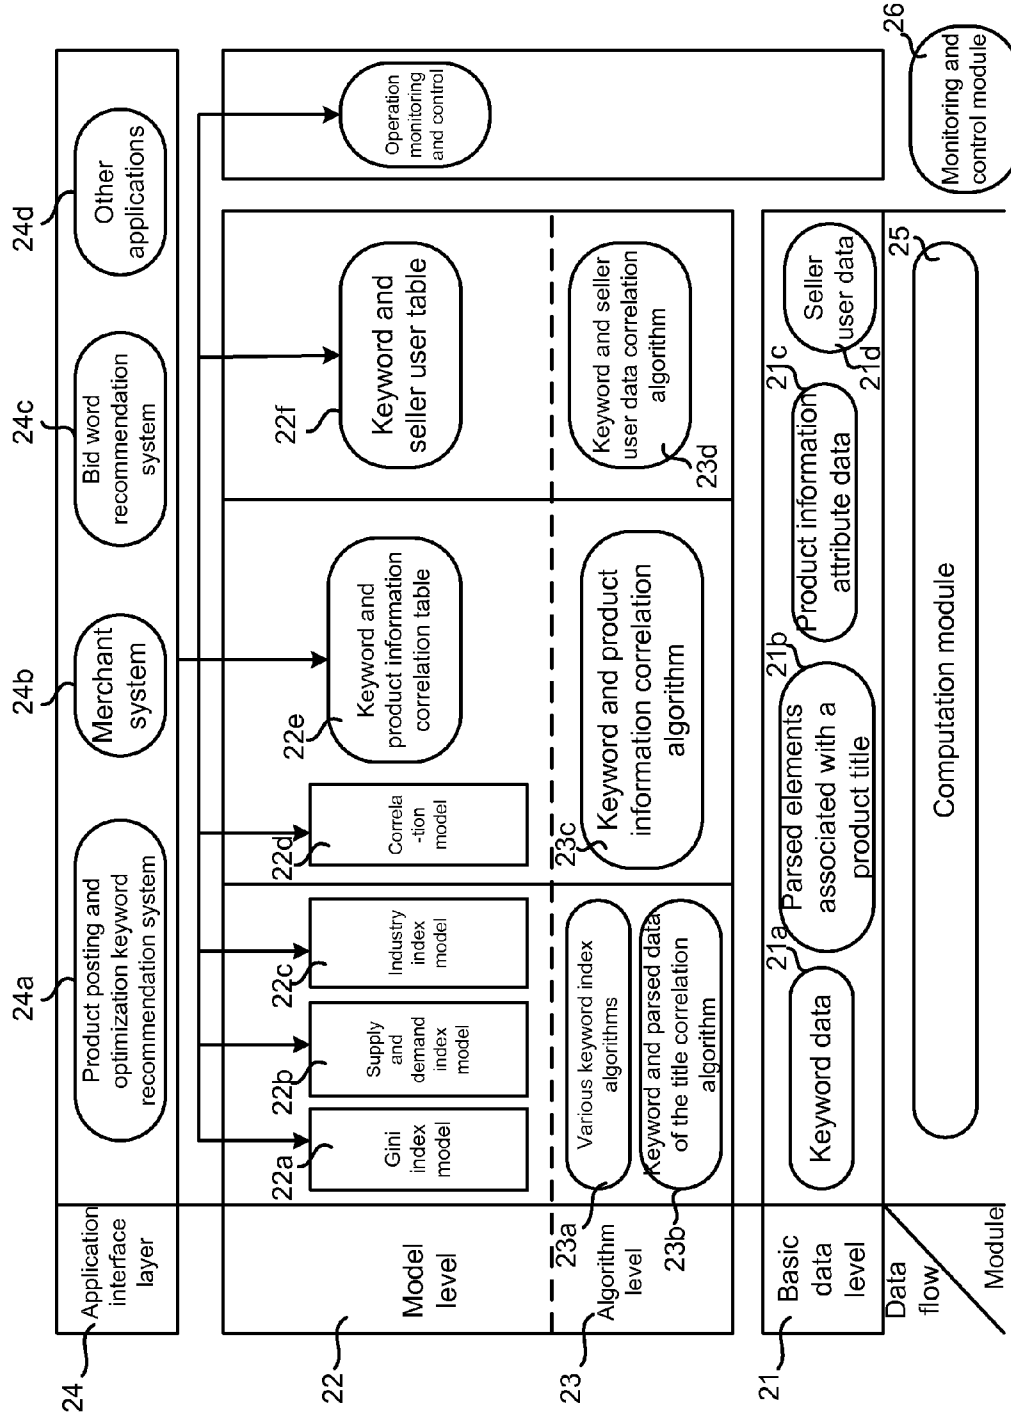 24
Application
interface
layer
24a
Product posting and
optimization keyword
recommendation system
24b
Merchant
system
24c
Bid word
recommendation
system
24d
Other
applications
22
Model
level
22a
Gini
index
model
22b
Supply
and
demand
index
model
22c
Industry
index
model
22d
Correla
-tion
model
22e
Keyword and
product information
correlation table
22f
Keyword and
seller user table
Operation
monitoring
and control
23
Algorithm
level
23a
Various keyword index
algorithms
23b
Keyword and parsed data
of the title correlation
algorithm
23c
Keyword and product
information correlation
algorithm
23d
Keyword and seller
user data correlation
algorithm
21
Basic
data
level
21a
Keyword data
21b
Parsed elements
associated with a
product title
21c
Product information
attribute data
21d
Seller
user data
Data
flow
Module
25
Computation module
26
Monitoring and
control module